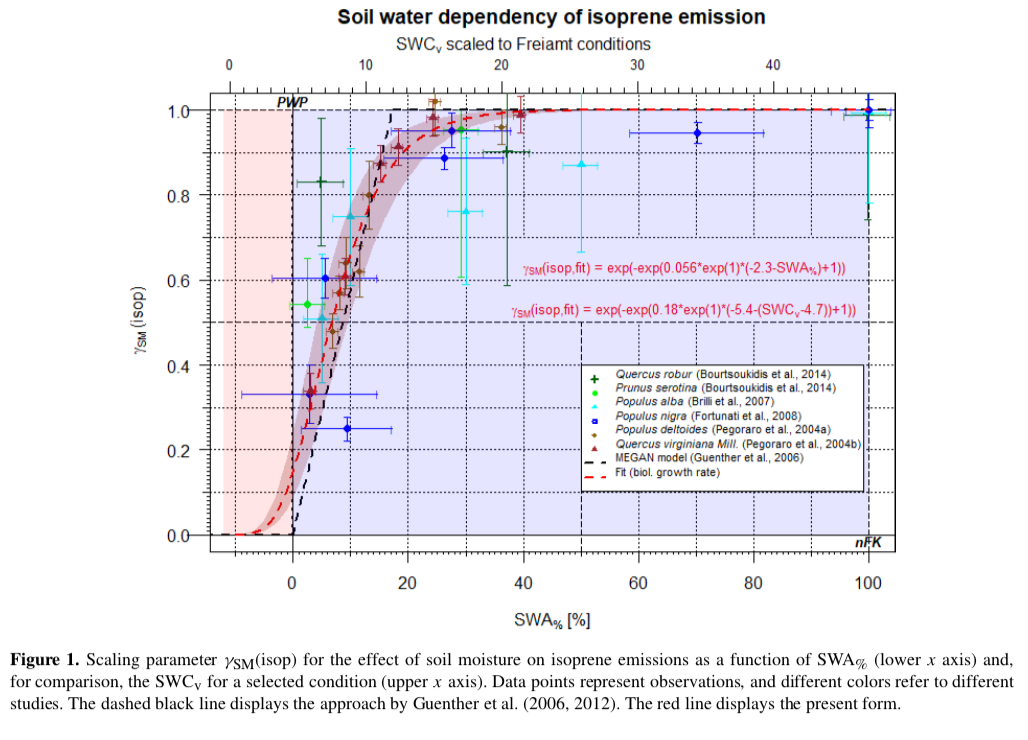 Soil water dependency of isoprene emission
SWCv scaled to Freiamt conditions
0 10 20 30 40
PWP
1.0
0.8
0.6
0.4
0.2
0.0
γSM(isop)
γSM(isop,fit) = exp(-exp(0.056*exp(1)*(-2.3-SWA%)+1))
γSM(isop,fit) = exp(-exp(0.18*exp(1)*(-5.4-(SWCv-4.7))+1))
Quercus robur (Bourtsoukidis et al., 2014)
Prunus serotina (Bourtsoukidis et al., 2014)
Populus alba (Brilli et al., 2007)
Populus nigra (Fortunati et al., 2008)
Populus deltoides (Pegoraro et al., 2004a)
Quercus virginiana Mill. (Pegoraro et al., 2004b)
MEGAN model (Guenther et al., 2006)
Fit (biol. growth rate)
nFK
0 20 40 60 80 100
SWA% [%]
Figure 1. Scaling parameter γSM(isop) for the effect of soil moisture on isoprene emissions as a function of SWA% (lower x axis) and,
for comparison, the SWCv for a selected condition (upper x axis). Data points represent observations, and different colors refer to different
studies. The dashed black line displays the approach by Guenther et al. (2006, 2012). The red line displays the present form.